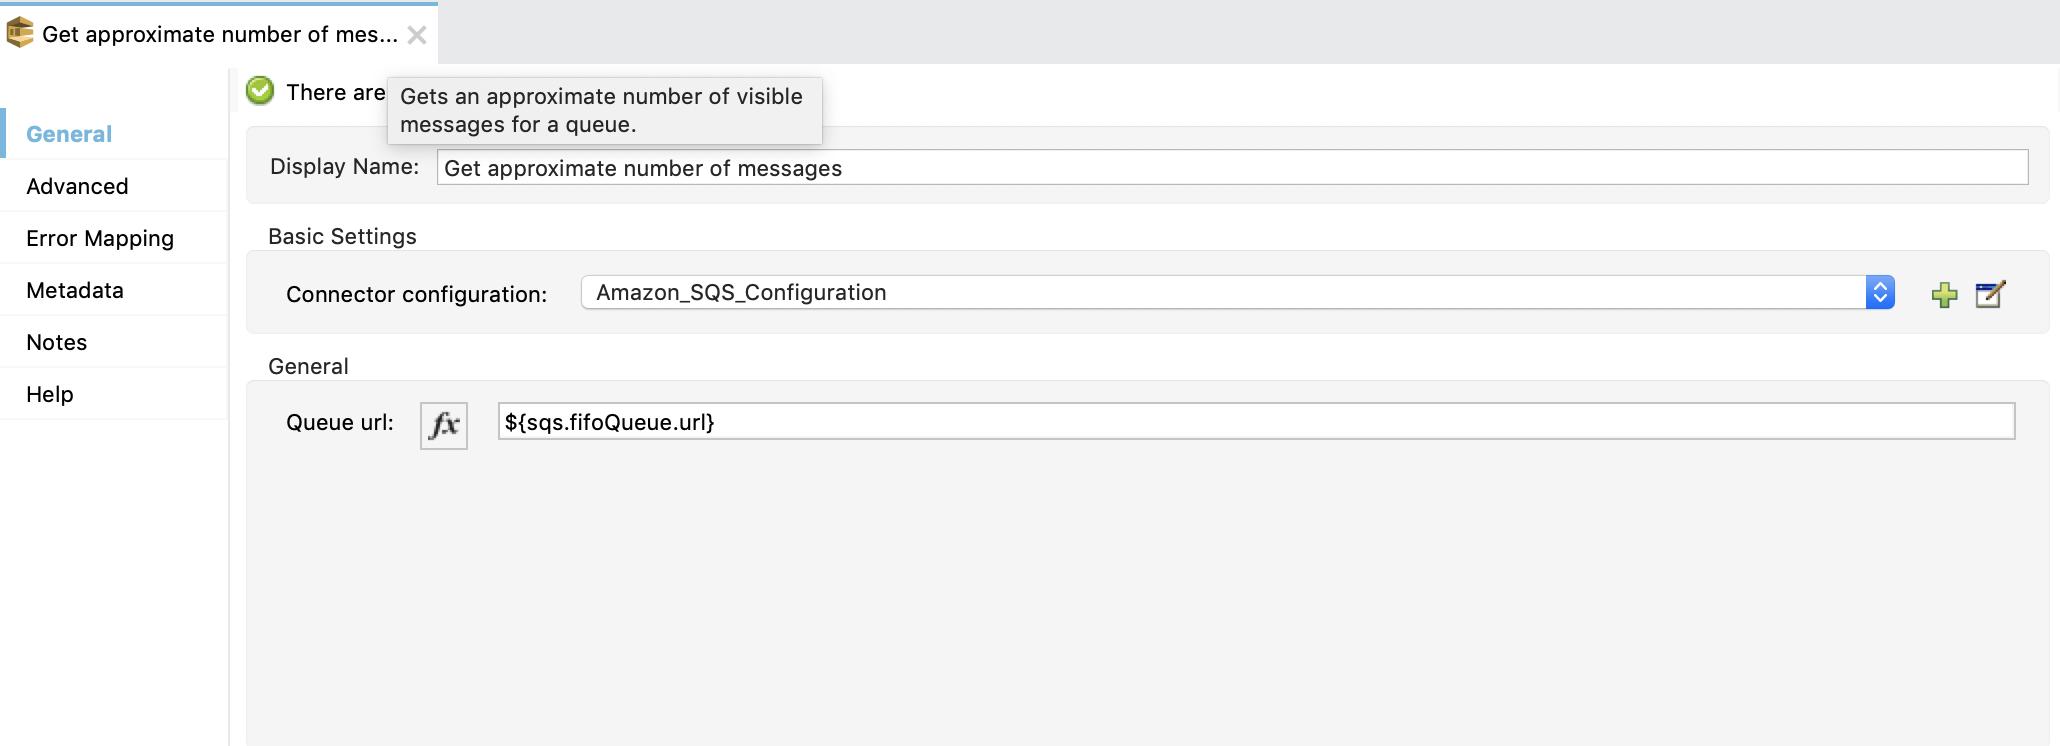 Get approximate number of mes...
There are
Gets an approximate number of visible
messages for a queue.
General
Advanced
Error Mapping
Metadata
Notes
Help
Display Name: Get approximate number of messages
Basic Settings
Connector configuration: Amazon_SQS_Configuration
General
Queue url: fx ${sqs.fifoQueue.url}